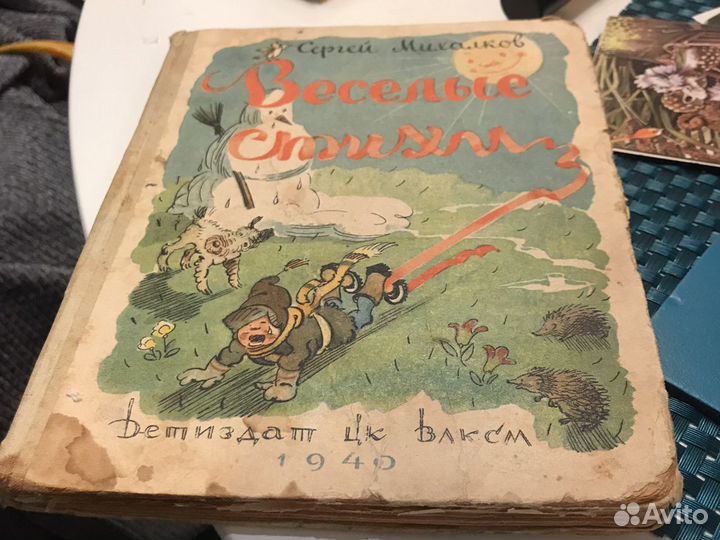 Сергей Михалков
Веселые
стихи
Детиздат ЦК ВЛКСМ
1940
Avito